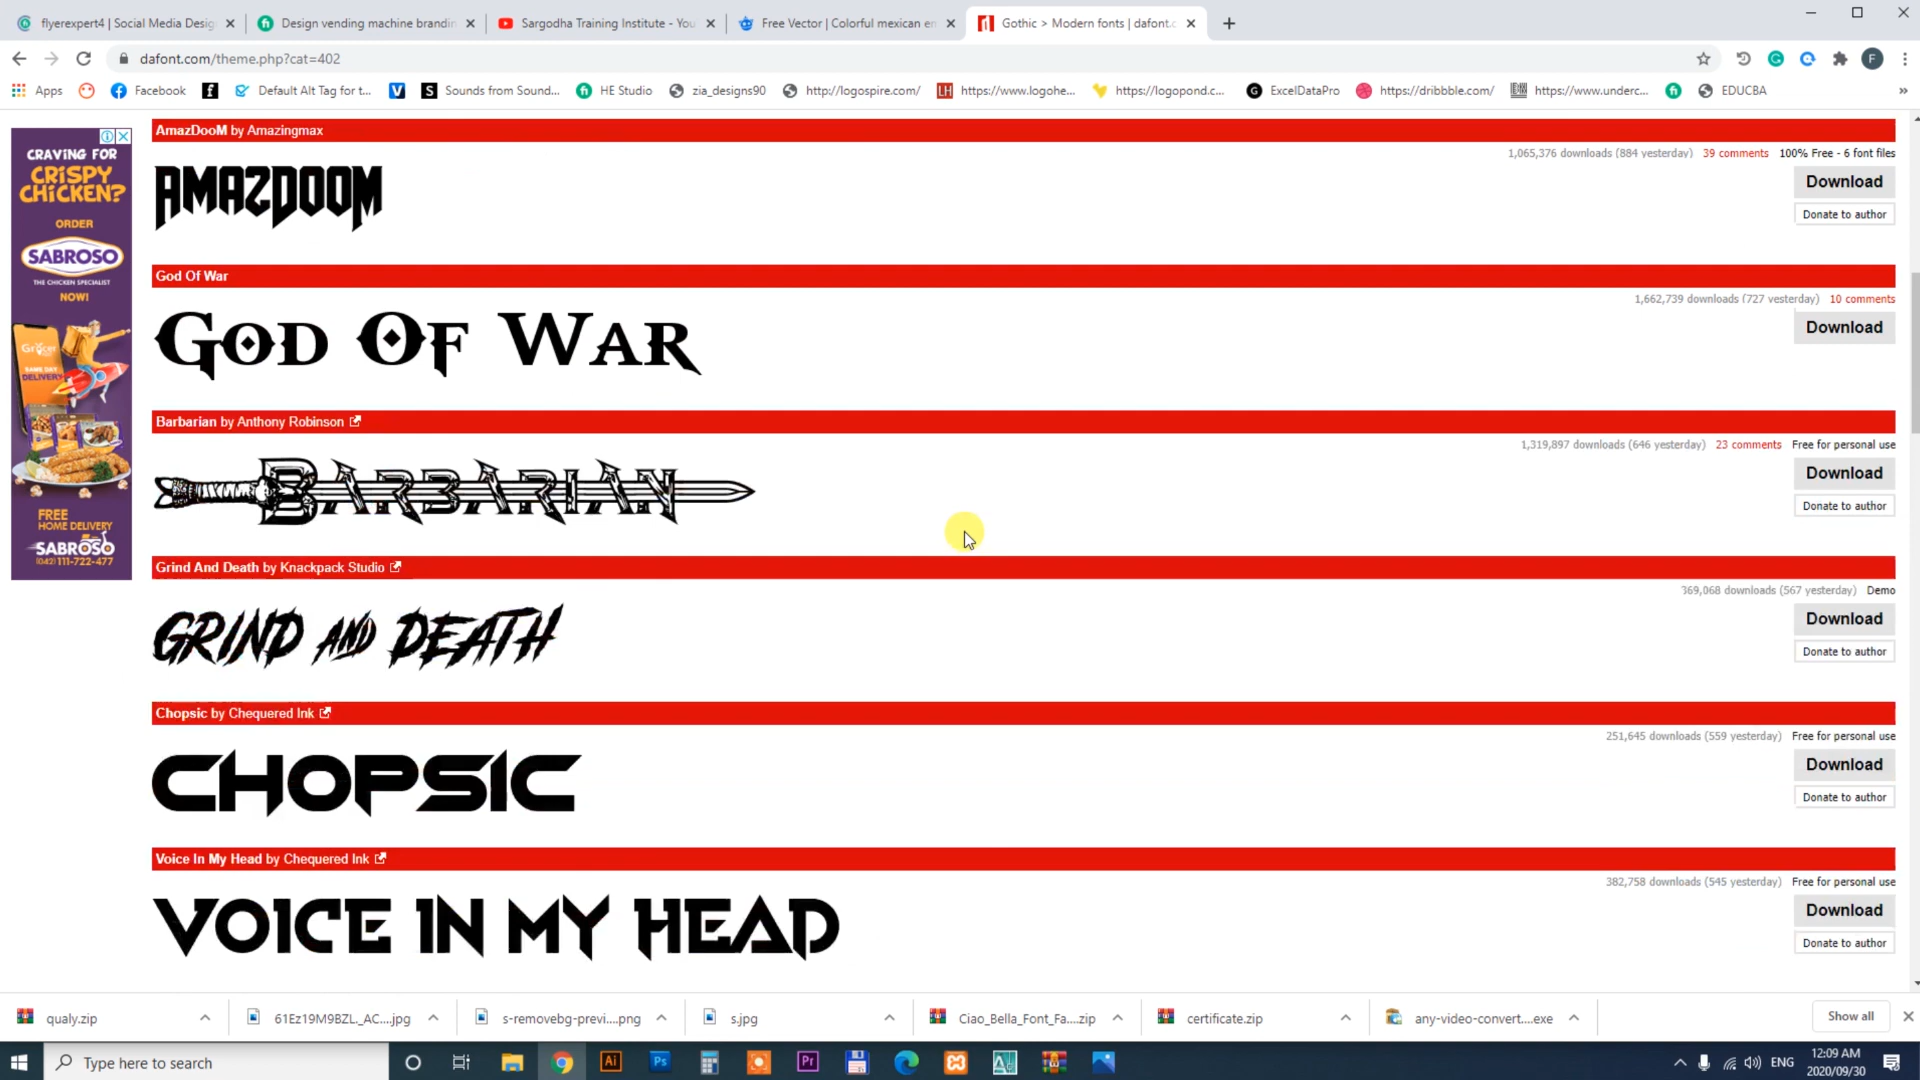 flyerexpert4 | Social Media Desig
Design vending machine brandin
Sargodha Training Institute - You
Free Vector | Colorful mexican em
Gothic > Modern fonts | dafont.c
dafont.com/theme.php?cat=402
F
Apps
Facebook
Default Alt Tag for t...
Sounds from Soun...
HE Studio
zia_designs90
http://logospire.com/
https://www.logohe...
https://logopond.c...
ExcelDataPro
https://dribbble.com/
https://www.underc...
EDUCBA
CRAVING FOR
CRISPY
CHICKEN?
ORDER
SABROSO
THE CHICKEN SPECIALIST
NOW!
FREE
HOME DELIVERY
SABROSO
(042) 111-722-477
AmazDooM by Amazingmax
1,065,376 downloads (884 yesterday) 39 comments 100% Free - 6 font files
AMAZDOOM
Download
Donate to author
God Of War
1,662,739 downloads (727 yesterday) 10 comments
God Of War
Download
Barbarian by Anthony Robinson
1,319,897 downloads (646 yesterday) 23 comments Free for personal use
BARBARIAN
Download
Donate to author
Grind And Death by Knackpack Studio
369,068 downloads (567 yesterday) Demo
GRIND AND DEATH
Download
Donate to author
Chopsic by Chequered Ink
251,645 downloads (559 yesterday) Free for personal use
CHOPSIC
Download
Donate to author
Voice In My Head by Chequered Ink
382,758 downloads (545 yesterday) Free for personal use
VOICE IN MY HEAD
Download
Donate to author
qualy.zip
61Ez19M9BZL._AC....jpg
s-removebg-previ....png
s.jpg
Ciao_Bella_Font_Fa....zip
certificate.zip
any-video-convert....exe
Show all
Type here to search
Ai
Ps
Pr
ENG
12:09 AM
2020/09/30